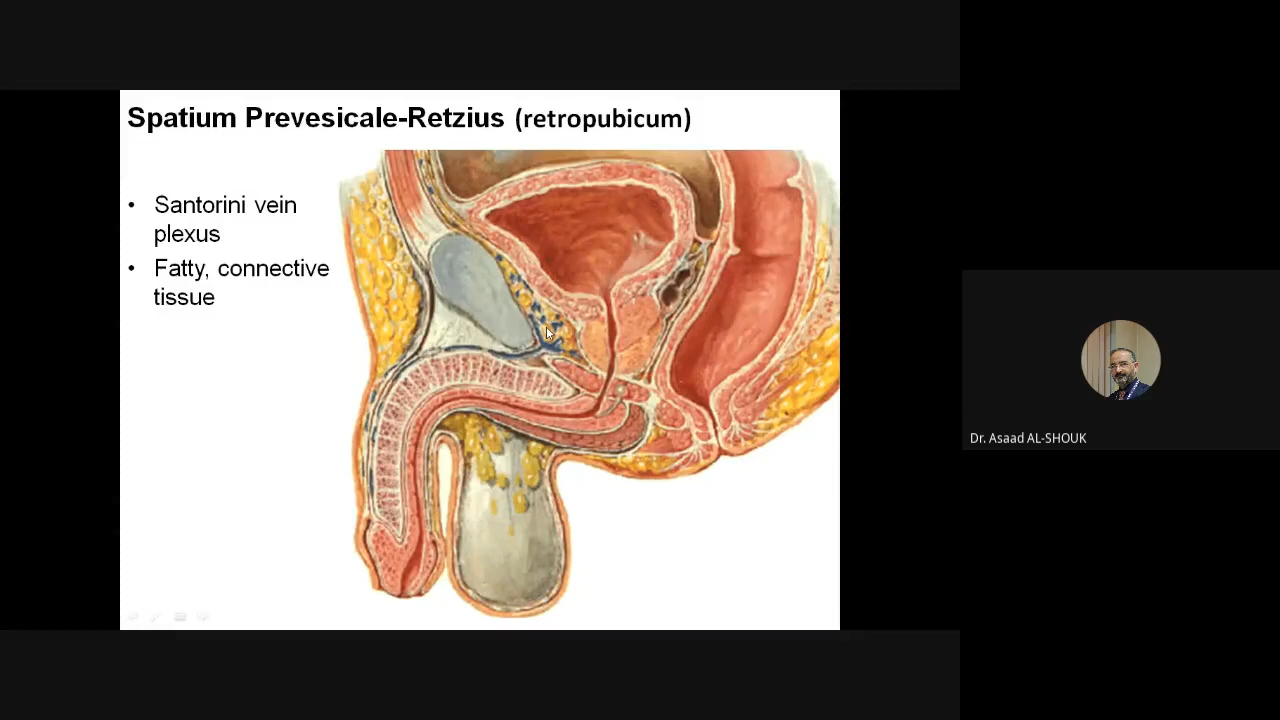 Spatium Prevesicale-Retzius (retropubicum)
• Santorini vein
plexus
• Fatty, connective
tissue
Dr. Asaad AL-SHOUK